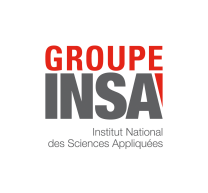 GROUPE
INSA
Institut National
des Sciences Appliquées